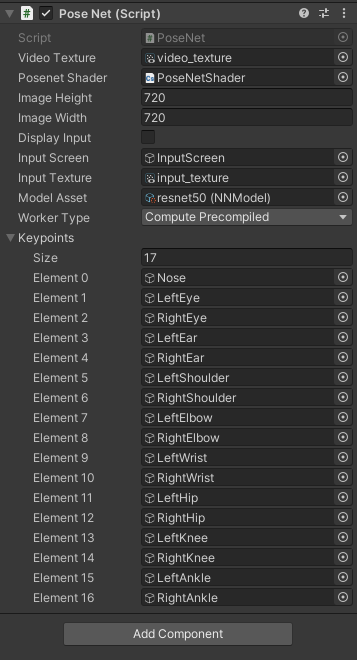 Pose Net (Script)
Script PoseNet
Video Texture video_texture
Posenet Shader PoseNetShader
Image Height 720
Image Width 720
Display Input
Input Screen InputScreen
Input Texture input_texture
Model Asset resnet50 (NNModel)
Worker Type Compute Precompiled
Keypoints
Size 17
Element 0 Nose
Element 1 LeftEye
Element 2 RightEye
Element 3 LeftEar
Element 4 RightEar
Element 5 LeftShoulder
Element 6 RightShoulder
Element 7 LeftElbow
Element 8 RightElbow
Element 9 LeftWrist
Element 10 RightWrist
Element 11 LeftHip
Element 12 RightHip
Element 13 LeftKnee
Element 14 RightKnee
Element 15 LeftAnkle
Element 16 RightAnkle
Add Component